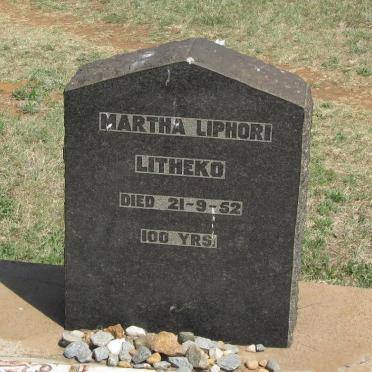 MARTHA LIPHORI
LITHEKO
DIED 21-9-52
100 YRS.